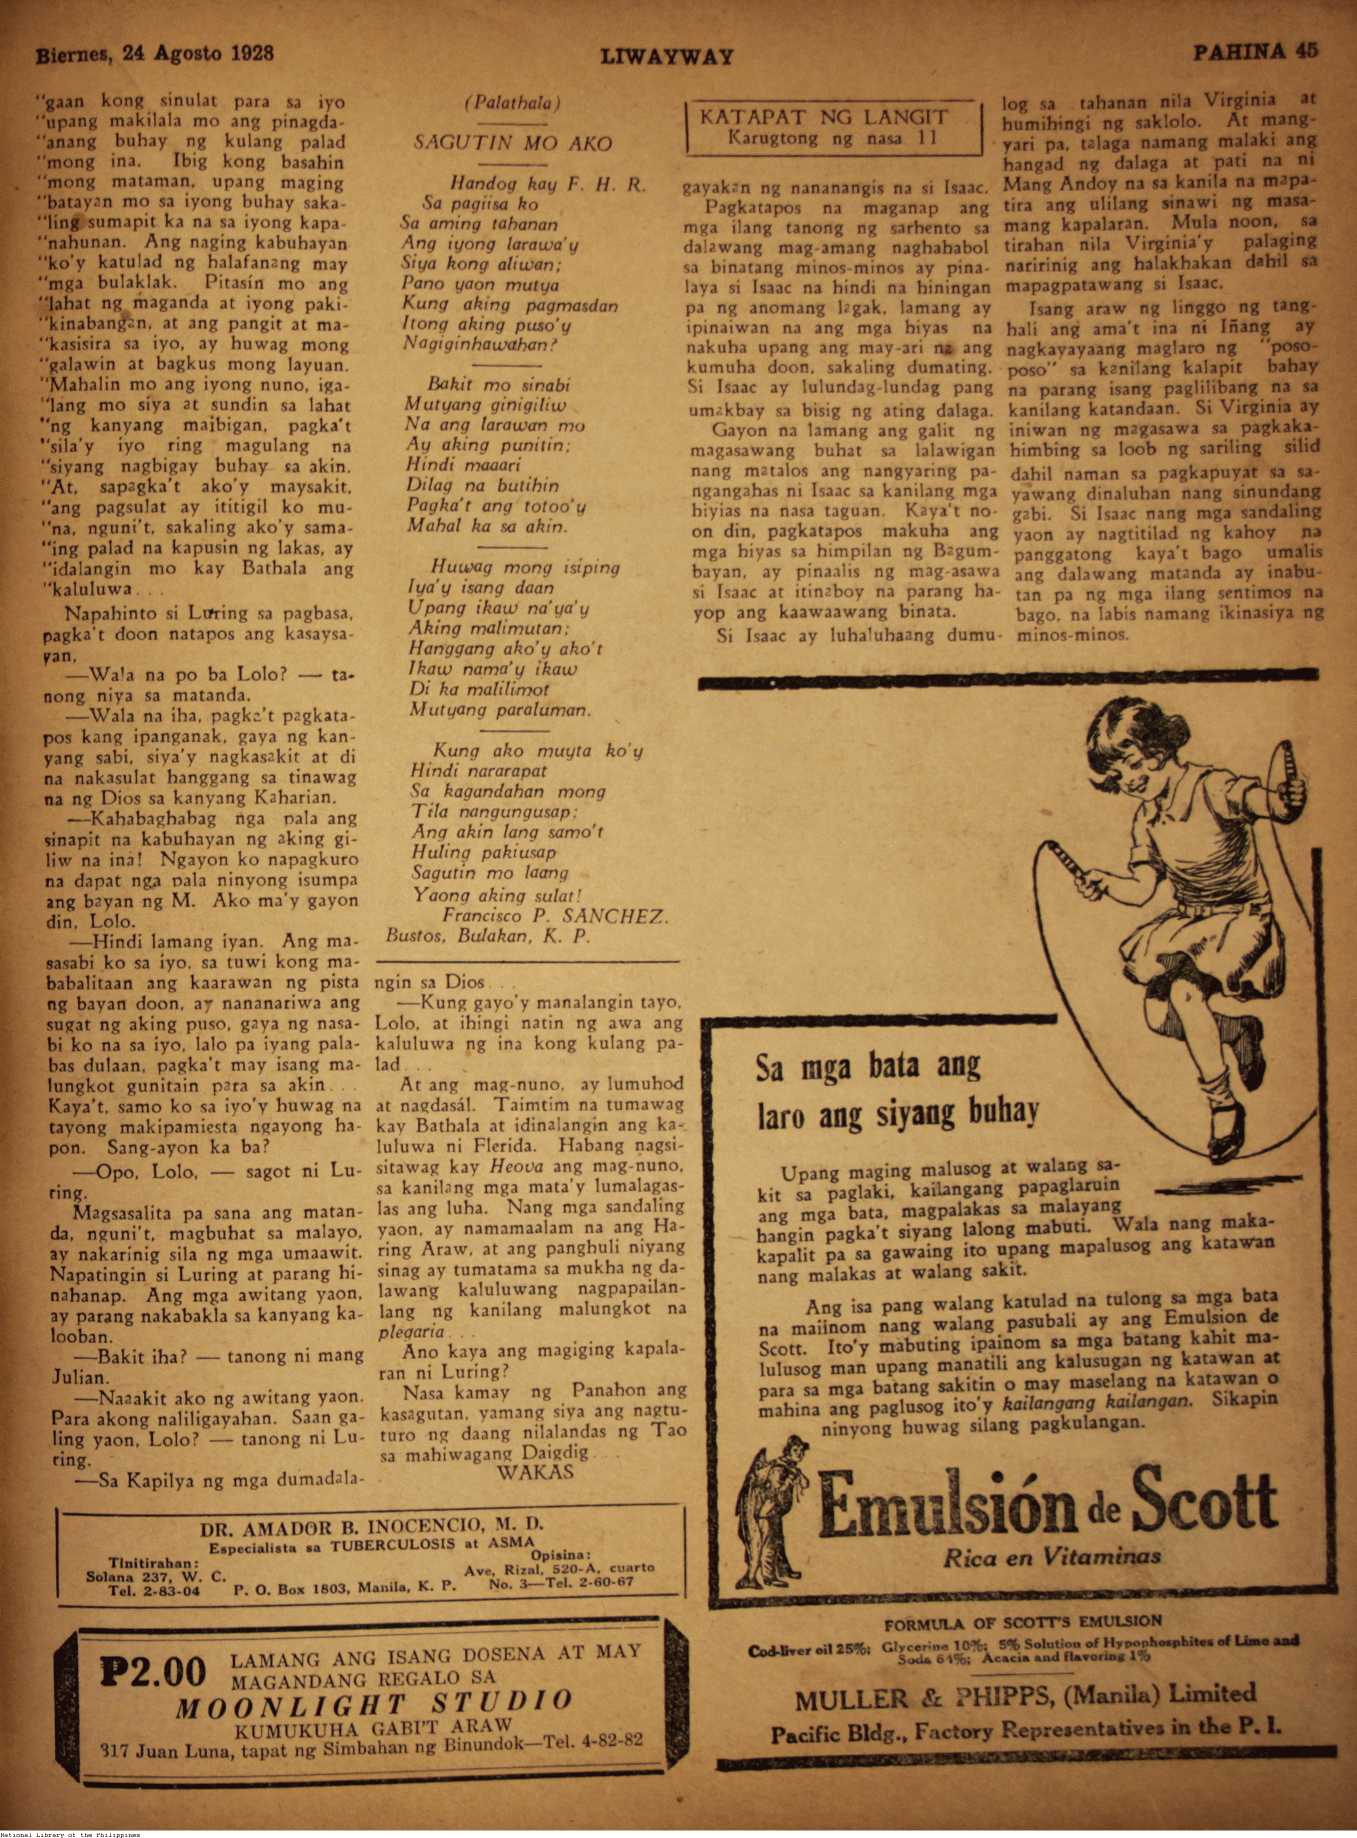 Biernes, 24 Agosto 1928
LIWAYWAY
PAHINA 45
"gaan kong sinulat para sa iyo
"upang makilala mo ang pinagda-
"anang buhay ng kulang palad
"mong ina. Ibig kong basahin
"mong mataman, upang maging
"batayan mo sa iyong buhay saka-
"ling sumapit ka na sa iyong kapa-
"nahunan. Ang naging kabuhayan
"ko'y katulad ng halafanang may
"mga bulaklak. Pitasin mo ang
"lahat ng maganda at iyong paki-
"kinabangan, at ang pangit at ma-
"kasisira sa iyo, ay huwag mong
"galawin at bagkus mong layuan.
"Mahalin mo ang iyong nuno, iga-
"lang mo siya at sundin sa lahat
"ng kanyang maibigan, pagka't
"sila'y iyo ring magulang na
"siyang nagbigay buhay sa akin.
"At, sapagka't ako'y maysakit,
"ang pagsulat ay ititigil ko mu-
"na, nguni't, sakaling ako'y sama-
"ing palad na kapusin ng lakas, ay
"idalangin mo kay Bathala ang
"kaluluwa . . .
Napahinto si Luring sa pagbasa,
pagka't doon natapos ang kasaysa-
yan,
—Wala na po ba Lolo? — ta-
nong niya sa matanda.
—Wala na iha, pagka't pagkata-
pos kang ipanganak, gaya ng kan-
yang sabi, siya'y nagkasakit at di
na nakasulat hanggang sa tinawag
na ng Dios sa kanyang Kaharian.
—Kahabaghabag nga pala ang
sinapit na kabuhayan ng aking gi-
liw na ina! Ngayon ko napagkuro
na dapat nga pala ninyong isumpa
ang bayan ng M. Ako ma'y gayon
din, Lolo.
—Hindi lamang iyan. Ang ma-
sasabi ko sa iyo, sa tuwi kong ma-
babalitaan ang kaarawan ng pista
ng bayan doon, ay nananariwa ang
sugat ng aking puso, gaya ng nasa-
bi ko na sa iyo, lalo pa iyang pala-
bas dulaan, pagka't may isang ma-
lungkot gunitain para sa akin . . .
Kaya't, samo ko sa iyo'y huwag na
tayong makipamiesta ngayong ha-
pon. Sang-ayon ka ba?
—Opo, Lolo, — sagot ni Lu-
ring.
Magsasalita pa sana ang matan-
da, nguni't, magbuhat sa malayo,
ay nakarinig sila ng mga umaawit.
Napatingin si Luring at parang hi-
nahanap. Ang mga awitang yaon,
ay parang nakabakla sa kanyang ka-
looban.
—Bakit iha? — tanong ni mang
Julian.
—Naaakit ako ng awitang yaon.
Para akong naliligayahan. Saan ga-
ling yaon, Lolo? — tanong ni Lu-
ring.
—Sa Kapilya ng mga dumadala-
(Palathala)
SAGUTIN MO AKO
Handog kay F. H. R.
Sa pagiisa ko
Sa aming tahanan
Ang iyong larawa'y
Siya kong aliwan;
Pano yaon mutya
Kung aking pagmasdan
Itong aking puso'y
Nagiginhawahan?
Bakit mo sinabi
Mutyang ginigiliw
Na ang larawan mo
Ay aking punitin;
Hindi maaari
Dilag na butihin
Pagka't ang totoo'y
Mahal ka sa akin.
Huwag mong isiping
Iya'y isang daan
Upang ikaw na'ya'y
Aking malimutan;
Hanggang ako'y ako't
Ikaw nama'y ikaw
Di ka malilimot
Mutyang paraluman.
Kung ako muyta ko'y
Hindi nararapat
Sa kagandahan mong
Tila nangungusap;
Ang akin lang samo't
Huling pakiusap
Sagutin mo laang
Yaong aking sulat!
Francisco P. SANCHEZ.
Bustos, Bulakan, K. P.
ngin sa Dios . . .
—Kung gayo'y manalangin tayo,
Lolo, at ihingi natin ng awa ang
kaluluwa ng ina kong kulang pa-
lad . . .
At ang mag-nuno, ay lumuhod
at nagdasál. Taimtim na tumawag
kay Bathala at idinalangin ang ka-
luluwa ni Flerida. Habang nagsi-
sitawag kay Heova ang mag-nuno,
sa kanilang mga mata'y lumalagas-
las ang luha. Nang mga sandaling
yaon, ay namamaalam na ang Ha-
ring Araw, at ang panghuli niyang
sinag ay tumatama sa mukha ng da-
lawang kaluluwang nagpapailan-
lang ng kanilang malungkot na
plegaria . . .
Ano kaya ang magiging kapala-
ran ni Luring?
Nasa kamay ng Panahon ang
kasagutan, yamang siya ang nagtu-
turo ng daang nilalandas ng Tao
sa mahiwagang Daigdig . . .
WAKAS
KATAPAT NG LANGIT
Karugtong ng nasa 11
gayakan ng nananangis na si Isaac.
Pagkatapos na maganap ang
mga ilang tanong ng sarhento sa
dalawang mag-amang naghahabol
sa binatang minos-minos ay pina-
laya si Isaac na hindi na hiningan
pa ng anomang lagak, lamang ay
ipinaiwan na ang mga hiyas na
nakuha upang ang may-ari na ang
kumuha doon, sakaling dumating.
Si Isaac ay lulundag-lundag pang
umakbay sa bisig ng ating dalaga.
Gayon na lamang ang galit ng
magasawang buhat sa lalawigan
nang matalos ang nangyaring pa-
ngangahas ni Isaac sa kanilang mga
hiyias na nasa taguan. Kaya't no-
on din, pagkatapos makuha ang
mga hiyas sa himpilan ng Bagum-
bayan, ay pinaalis ng mag-asawa
si Isaac at itinaboy na parang ha-
yop ang kaawaawang binata.
Si Isaac ay luhaluhaang dumu-
log sa tahanan nila Virginia at
humihingi ng saklolo. At mang-
yari pa, talaga namang malaki ang
hangad ng dalaga at pati na ni
Mang Andoy na sa kanila na mapa-
tira ang ulilang sinawi ng masa-
mang kapalaran. Mula noon, sa
tirahan nila Virginia'y palaging
naririnig ang halakhakan dahil sa
mapagpatawang si Isaac.
Isang araw ng linggo ng tang-
hali ang ama't ina ni Iñang ay
nagkayayaang maglaro ng "poso-
poso" sa kanilang kalapit bahay
na parang isang paglilibang na sa
kanilang katandaan. Si Virginia ay
iniwan ng magasawa sa pagkaka-
himbing sa loob ng sariling silid
dahil naman sa pagkapuyat sa sa-
yawang dinaluhan nang sinundang
gabi. Si Isaac nang mga sandaling
yaon ay nagtitilad ng kahoy na
panggatong kaya't bago umalis
ang dalawang matanda ay inabu-
tan pa ng mga ilang sentimos na
bago, na labis namang ikinasiya ng
minos-minos.
Sa mga bata ang
laro ang siyang buhay
Upang maging malusog at walang sa-
kit sa paglaki, kailangang papaglaruin
ang mga bata, magpalakas sa malayang
hangin pagka't siyang lalong mabuti. Wala nang maka-
kapalit pa sa gawaing ito upang mapalusog ang katawan
nang malakas at walang sakit.
Ang isa pang walang katulad na tulong sa mga bata
na maiinom nang walang pasubali ay ang Emulsion de
Scott. Ito'y mabuting ipainom sa mga batang kahit ma-
lulusog man upang manatili ang kalusugan ng katawan at
para sa mga batang sakitin o may maselang na katawan o
mahina ang paglusog ito'y kailangang kailangan. Sikapin
ninyong huwag silang pagkulangan.
Emulsión de Scott
Rica en Vitaminas
FORMULA OF SCOTT'S EMULSION
Cod-liver oil 25%; Glycerine 10%; 5% Solution of Hypophosphites of Lime and
Soda 64%; Acacia and flavoring 1%
MULLER & PHIPPS, (Manila) Limited
Pacific Bldg., Factory Representatives in the P. I.
DR. AMADOR B. INOCENCIO, M. D.
Especialista sa TUBERCULOSIS at ASMA
Tinitirahan:
Solana 237, W. C.
Tel. 2-83-04
P. O. Box 1803, Manila, K. P.
Opisina:
Ave, Rizal, 520-A, cuarto
No. 3—Tel. 2-60-67
₱2.00 LAMANG ANG ISANG DOSENA AT MAY
MAGANDANG REGALO SA
MOONLIGHT STUDIO
KUMUKUHA GABI'T ARAW
317 Juan Luna, tapat ng Simbahan ng Binundok—Tel. 4-82-82
National Library of the Philippines